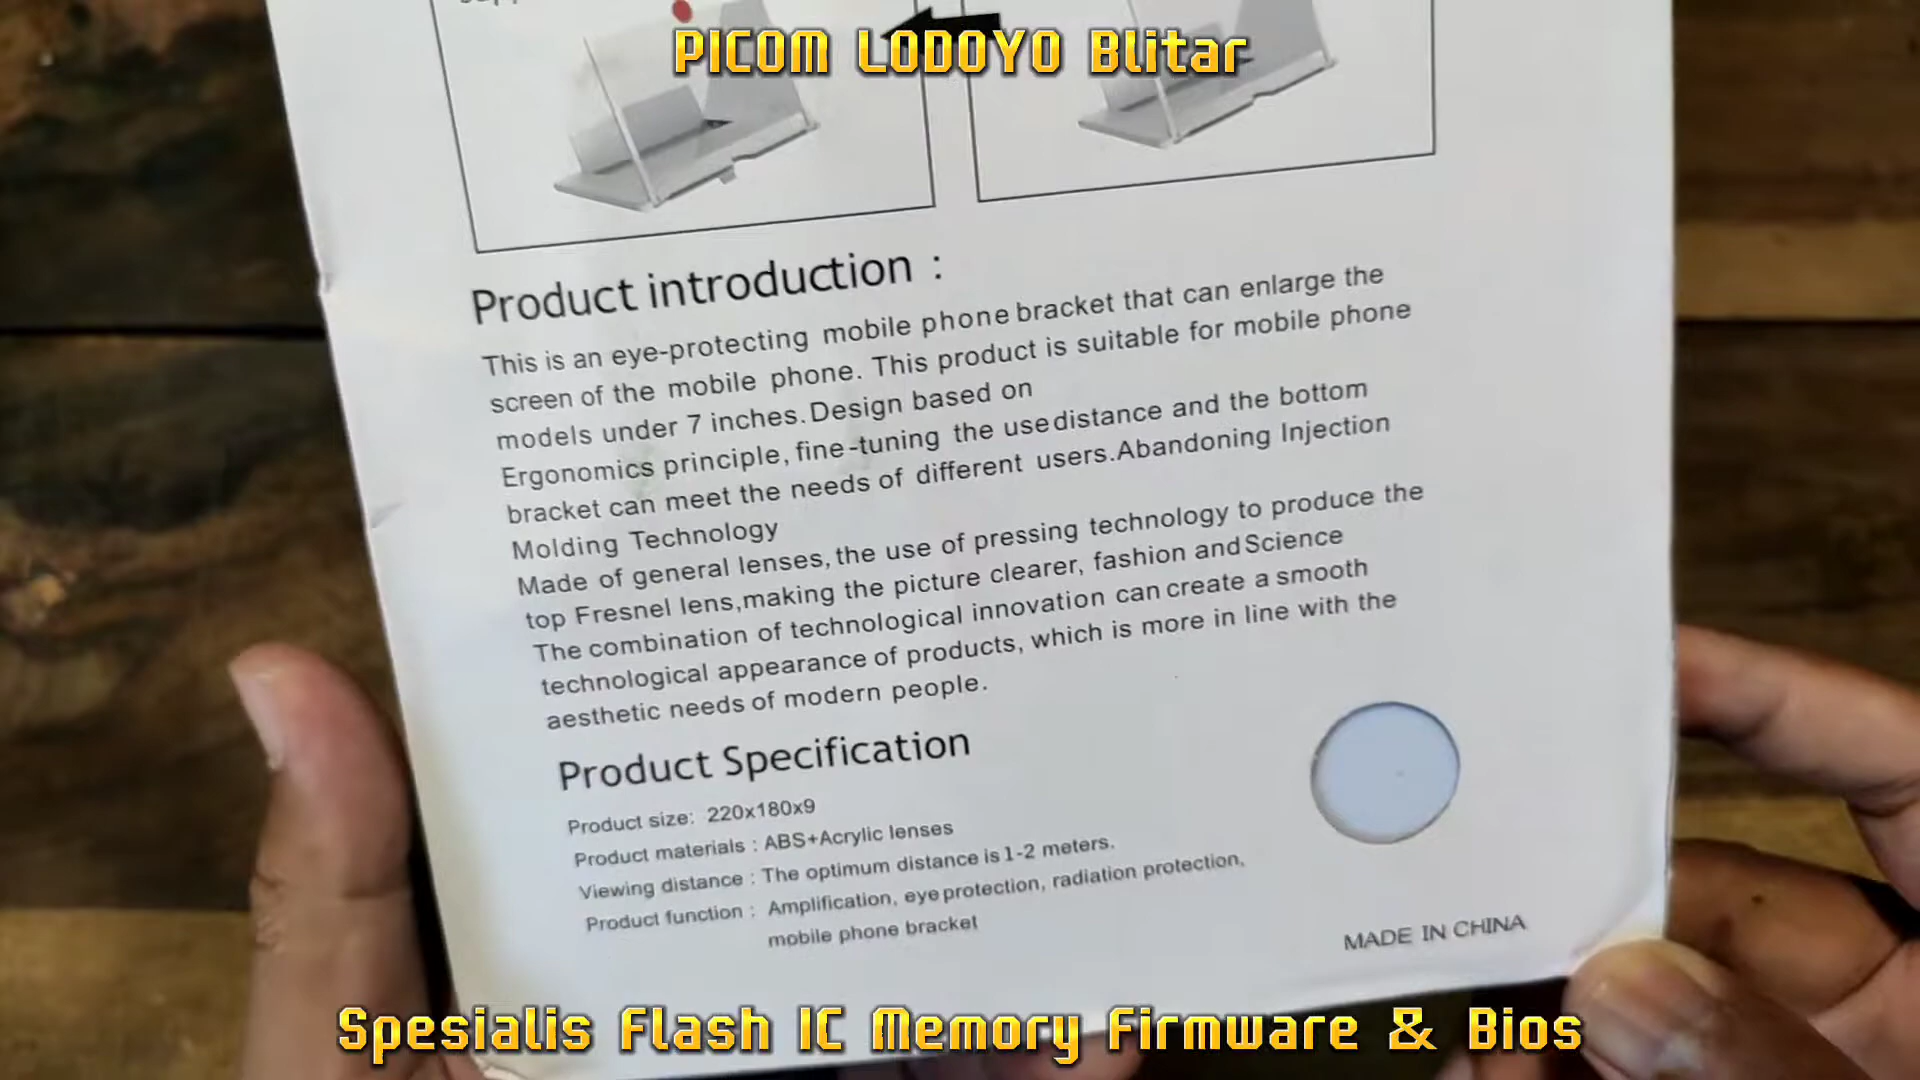 PICOM LODOYO Blitar
Product introduction :
This is an eye-protecting mobile phone bracket that can enlarge the
screen of the mobile phone. This product is suitable for mobile phone
models under 7 inches. Design based on
Ergonomics principle, fine-tuning the use distance and the bottom
bracket can meet the needs of different users. Abandoning Injection
Molding Technology
Made of general lenses, the use of pressing technology to produce the
top Fresnel lens, making the picture clearer, fashion and Science
The combination of technological innovation can create a smooth
technological appearance of products, which is more in line with the
aesthetic needs of modern people.
Product Specification
Product size: 220x180x9
Product materials : ABS+Acrylic lenses
Viewing distance : The optimum distance is 1-2 meters.
Product function : Amplification, eye protection, radiation protection,
mobile phone bracket
MADE IN CHINA
Spesialis Flash IC Memory Firmware & Bios